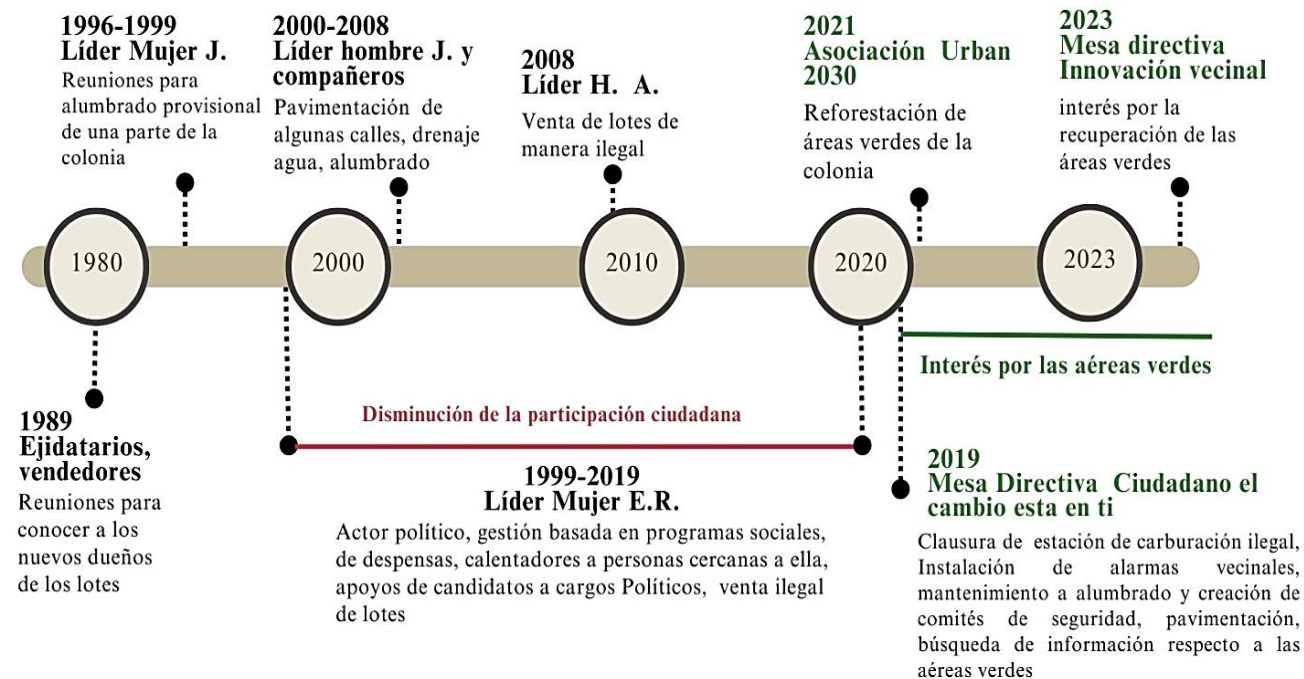 1996-1999
Líder Mujer J.
Reuniones para
alumbrado provisional
de una parte de la
colonia
2000-2008
Líder hombre J. y
compañeros
Pavimentación de
algunas calles, drenaje
agua, alumbrado
2008
Líder H. A.
Venta de lotes de
manera ilegal
2021
Asociación Urban
2030
Reforestación de
áreas verdes de la
colonia
2023
Mesa directiva
Innovación vecinal
interés por la
recuperación de las
áreas verdes
1980
2000
2010
2020
2023
Interés por las aéreas verdes
Disminución de la participación ciudadana
1989
Ejidatarios,
vendedores
Reuniones para
conocer a los
nuevos dueños
de los lotes
1999-2019
Líder Mujer E.R.
Actor político, gestión basada en programas sociales,
de despensas, calentadores a personas cercanas a ella,
apoyos de candidatos a cargos Políticos, venta ilegal
de lotes
2019
Mesa Directiva Ciudadano el
cambio esta en ti
Clausura de estación de carburación ilegal,
Instalación de alarmas vecinales,
mantenimiento a alumbrado y creación de
comités de seguridad, pavimentación,
búsqueda de información respecto a las
aéreas verdes